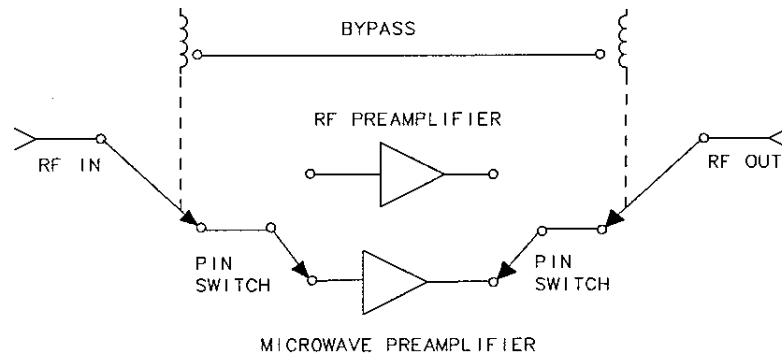 BYPASS
RF PREAMPLIFIER
RF IN
RF OUT
PIN
SWITCH
PIN
SWITCH
MICROWAVE PREAMPLIFIER